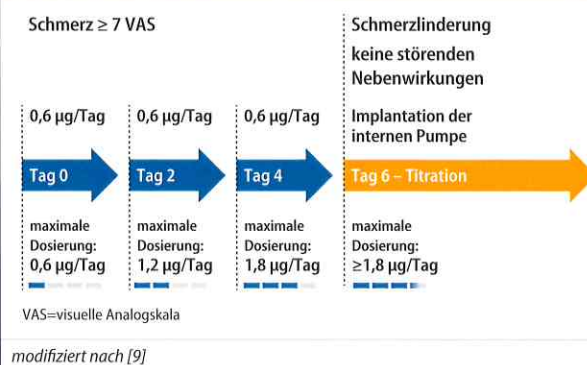 Schmerz ≥ 7 VAS
Schmerzlinderung
keine störenden
Nebenwirkungen
0,6 µg/Tag
0,6 µg/Tag
0,6 µg/Tag
Implantation der
internen Pumpe
Tag 0
Tag 2
Tag 4
Tag 6 – Titration
maximale
Dosierung:
0,6 µg/Tag
maximale
Dosierung:
1,2 µg/Tag
maximale
Dosierung:
1,8 µg/Tag
maximale
Dosierung:
≥1,8 µg/Tag
VAS=visuelle Analogskala
modifiziert nach [9]